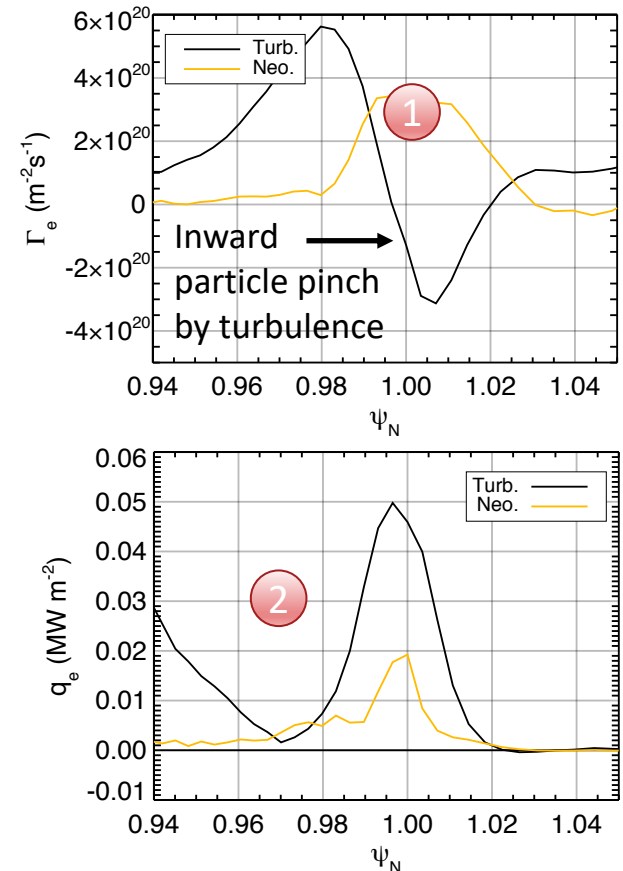 6×10²⁰
Turb.
Neo.
4×10²⁰
1
2×10²⁰
Γe (m⁻²s⁻¹)
0
Inward
particle pinch
by turbulence
-2×10²⁰
-4×10²⁰
0.94 0.96 0.98 1.00 1.02 1.04
ψN
0.06
Turb.
Neo.
0.05
0.04
2
0.03
qe (MW m⁻²)
0.02
0.01
0.00
-0.01
0.94 0.96 0.98 1.00 1.02 1.04
ψN